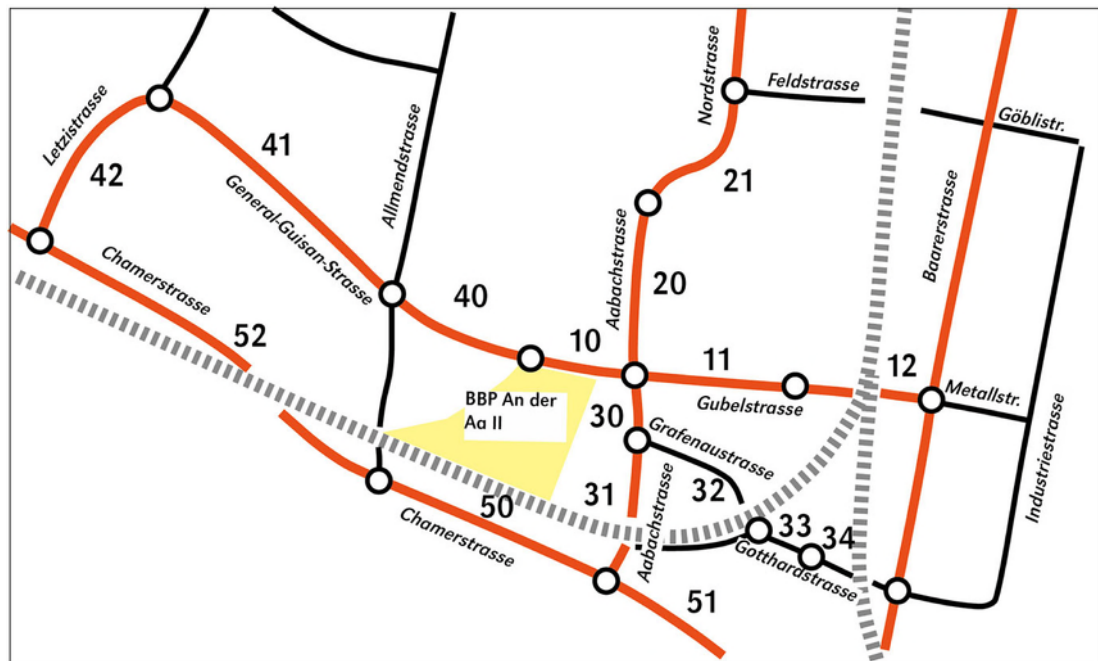 Nordstrasse
Feldstrasse
Göblistr.
Letzistrasse
41
42
General-Guisan-Strasse
Allmendstrasse
21
Aabachstrasse
20
Baarerstrasse
Chamerstrasse
52
40
10
11
12
Gubelstrasse
Metallstr.
BBP An der
Aa II
30
Grafenaustrasse
Industriestrasse
31
32
50
Chamerstrasse
Aabachstrasse
33
34
Gotthardstrasse
51